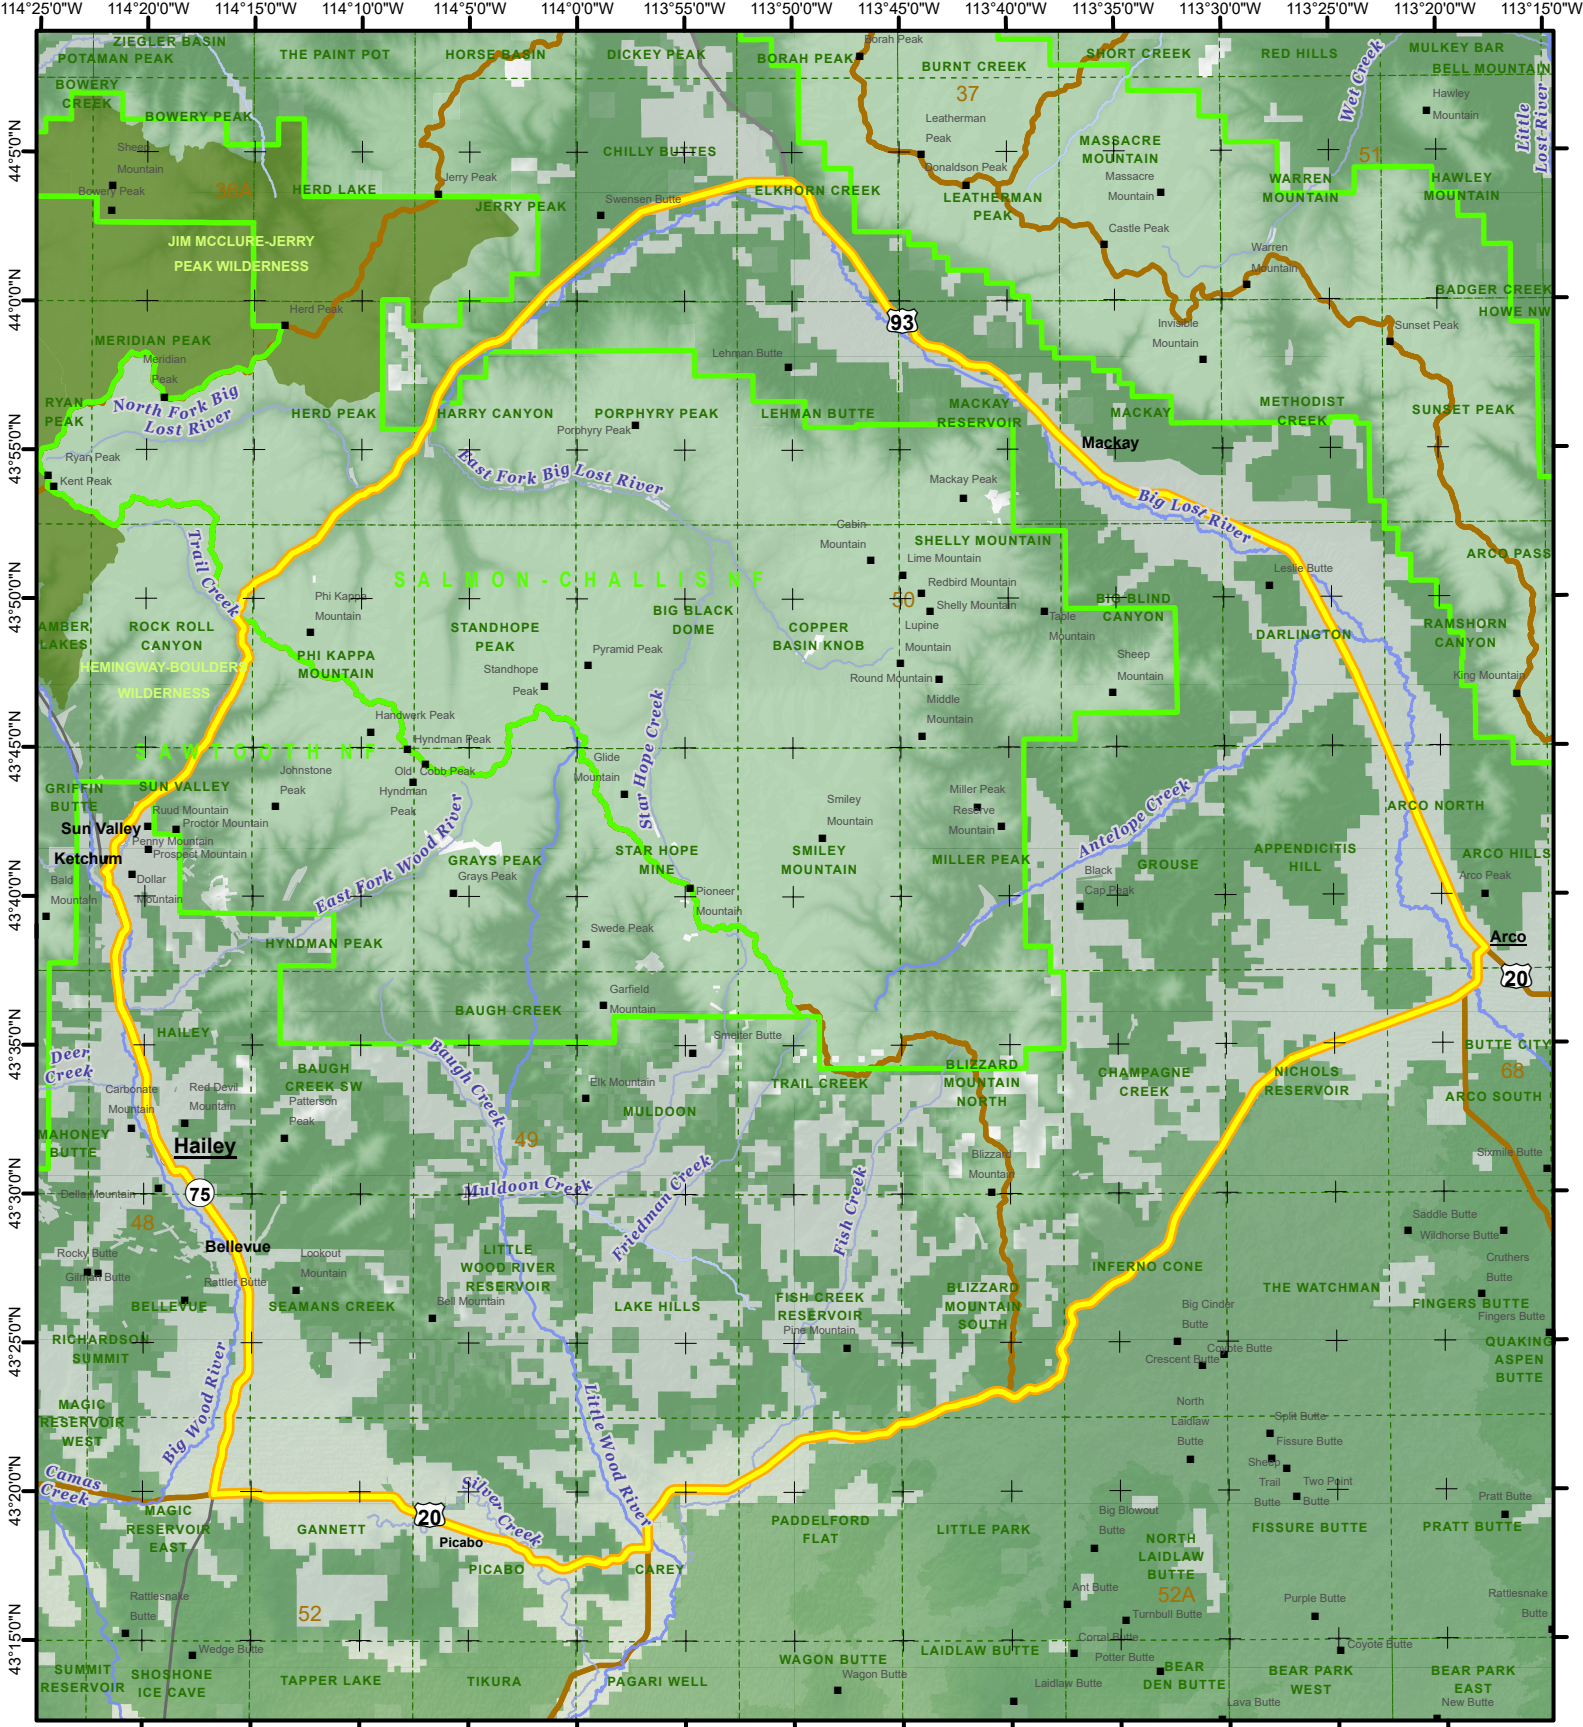 114°25'0"W 114°20'0"W 114°15'0"W 114°10'0"W 114°5'0"W 114°0'0"W 113°55'0"W 113°50'0"W 113°45'0"W 113°40'0"W 113°35'0"W 113°30'0"W 113°25'0"W 113°20'0"W 113°15'0"W
ZIEGLER BASIN
POTAMAN PEAK
THE PAINT POT
HORSE BASIN
DICKEY PEAK
BORAH PEAK
Borah Peak
BURNT CREEK
SHORT CREEK
RED HILLS
Wet Creek
MULKEY BAR
BELL MOUNTAIN
BOWERY
CREEK
BOWERY PEAK
37
Leatherman
Peak
Hawley
Mountain
Little
Lost River
44°5'0"N
Sheep
Mountain
Bowery Peak
36A
HERD LAKE
Jerry Peak
JERRY PEAK
CHILLY BUTTES
Swensen Butte
ELKHORN CREEK
Donaldson Peak
LEATHERMAN
PEAK
MASSACRE
MOUNTAIN
Massacre
Mountain
51
WARREN
MOUNTAIN
HAWLEY
MOUNTAIN
JIM MCCLURE-JERRY
PEAK WILDERNESS
Castle Peak
Warren
Mountain
44°0'0"N
Herd Peak
93
BADGER CREEK
HOWE NW
Invisible
Mountain
Sunset Peak
MERIDIAN PEAK
Meridian
Peak
Lehman Butte
RYAN
PEAK
North Fork Big
Lost River
HERD PEAK
HARRY CANYON
PORPHYRY PEAK
Porphyry Peak
LEHMAN BUTTE
MACKAY
RESERVOIR
MACKAY
METHODIST
CREEK
SUNSET PEAK
43°55'0"N
Mackay
Ryan Peak
Kent Peak
East Fork Big Lost River
Mackay Peak
Big Lost River
Trail Creek
Cabin
Mountain
SHELLY MOUNTAIN
Lime Mountain
ARCO PASS
43°50'0"N
SALMON-CHALLIS NF
Redbird Mountain
50
Shelly Mountain
Leslie Butte
Phi Kappa
Mountain
AMBER
LAKES
ROCK ROLL
CANYON
STANDHOPE
PEAK
BIG BLACK
DOME
COPPER
BASIN KNOB
Lupine
Mountain
Table
Mountain
BIG BLIND
CANYON
DARLINGTON
RAMSHORN
CANYON
HEMINGWAY-BOULDERS
WILDERNESS
PHI KAPPA
MOUNTAIN
Pyramid Peak
Standhope
Peak
Round Mountain
Sheep
Mountain
King Mountain
Middle
Mountain
Handwerk Peak
Hyndman Peak
Star Hope Creek
43°45'0"N
SAWTOOTH NF
Glide
Mountain
Johnstone
Peak
Old
Hyndman
Peak
Cobb Peak
GRIFFIN
BUTTE
SUN VALLEY
Smiley
Mountain
Miller Peak
Reserve
Mountain
Antelope Creek
ARCO NORTH
Ruud Mountain
Sun Valley
Proctor Mountain
Penny Mountain
Ketchum
Prospect Mountain
East Fork Wood River
GRAYS PEAK
Grays Peak
STAR HOPE
MINE
SMILEY
MOUNTAIN
MILLER PEAK
GROUSE
APPENDICITIS
HILL
ARCO HILLS
Arco Peak
43°40'0"N
Bald
Mountain
Dollar
Mountain
Black
Cap Peak
Pioneer
Mountain
Swede Peak
HYNDMAN PEAK
Arco
20
Garfield
Mountain
BAUGH CREEK
Smelter Butte
43°35'0"N
HAILEY
Deer
Creek
BUTTE CITY
68
Carbonate
Mountain
Red Devil
Mountain
BAUGH
CREEK SW
Patterson
Peak
Baugh Creek
Elk Mountain
MULDOON
TRAIL CREEK
BLIZZARD
MOUNTAIN
NORTH
CHAMPAGNE
CREEK
NICHOLS
RESERVOIR
ARCO SOUTH
MAHONEY
BUTTE
Hailey
49
Blizzard
Mountain
Sixmile Butte
43°30'0"N
Della Mountain
75
Muldoon Creek
Friedman Creek
Fish Creek
48
Saddle Butte
Wildhorse Butte
Bellevue
Rocky Butte
Gilman Butte
Lookout
Mountain
LITTLE
WOOD RIVER
RESERVOIR
INFERNO CONE
THE WATCHMAN
Cruthers
Butte
Rattler Butte
BELLEVUE
SEAMANS CREEK
Bell Mountain
LAKE HILLS
FISH CREEK
RESERVOIR
Pine Mountain
BLIZZARD
MOUNTAIN
SOUTH
Big Cinder
Butte
FINGERS BUTTE
Fingers Butte
43°25'0"N
RICHARDSON
SUMMIT
Coyote Butte
Crescent Butte
QUAKING
ASPEN
BUTTE
Big Wood River
Little Wood River
MAGIC
RESERVOIR
WEST
North
Laidlaw
Butte
Split Butte
Fissure Butte
Sheep
Trail
Butte
Two Point
Butte
43°20'0"N
Camas
Creek
Silver Creek
20
Picabo
Pratt Butte
PRATT BUTTE
MAGIC
RESERVOIR
EAST
GANNETT
PICABO
CAREY
PADDELFORD
FLAT
LITTLE PARK
Big Blowout
Butte
NORTH
LAIDLAW
BUTTE
FISSURE BUTTE
52A
Rattlesnake
Butte
52
Ant Butte
Turnbull Butte
Purple Butte
Rattlesnake
Butte
43°15'0"N
Wedge Butte
Corral Butte
Potter Butte
Coyote Butte
SUMMIT
RESERVOIR
SHOSHONE
ICE CAVE
TAPPER LAKE
TIKURA
PAGARI WELL
WAGON BUTTE
Wagon Butte
LAIDLAW BUTTE
Laidlaw Butte
BEAR
DEN BUTTE
BEAR PARK
WEST
BEAR PARK
EAST
Lava Butte
New Butte